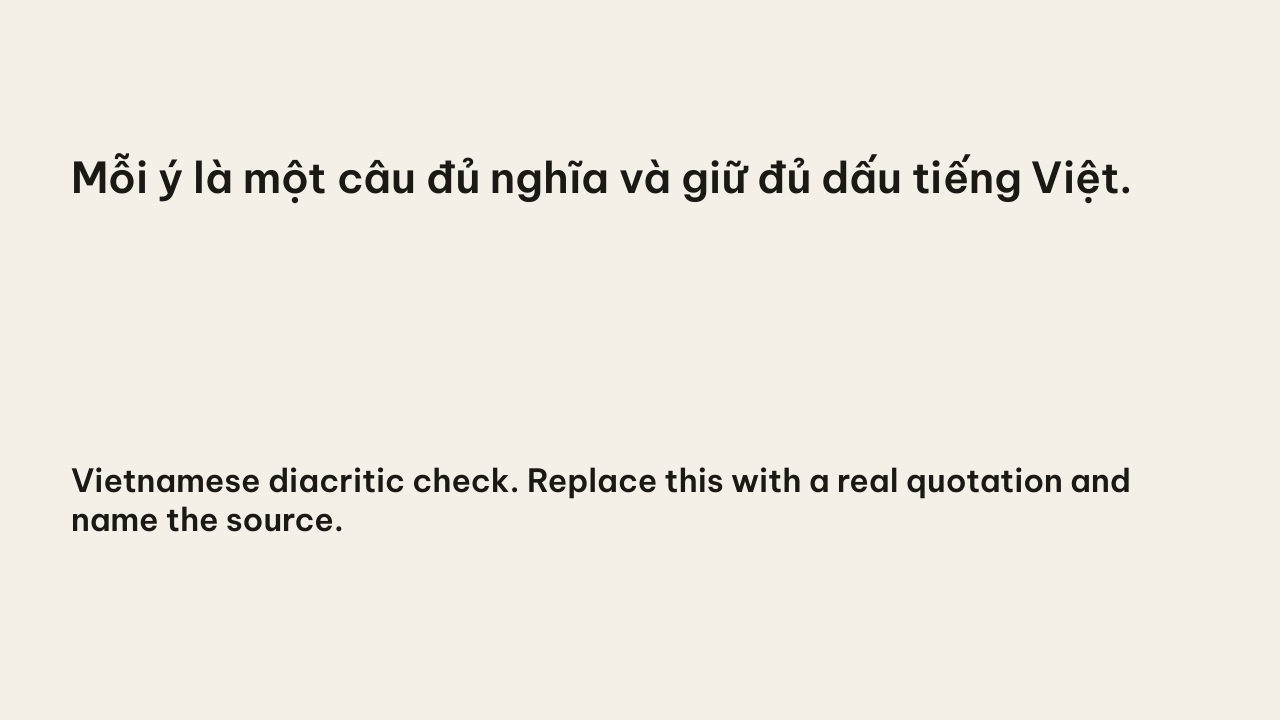 Mỗi ý là một câu đủ nghĩa và giữ đủ dấu tiếng Việt.
Vietnamese diacritic check. Replace this with a real quotation and
name the source.